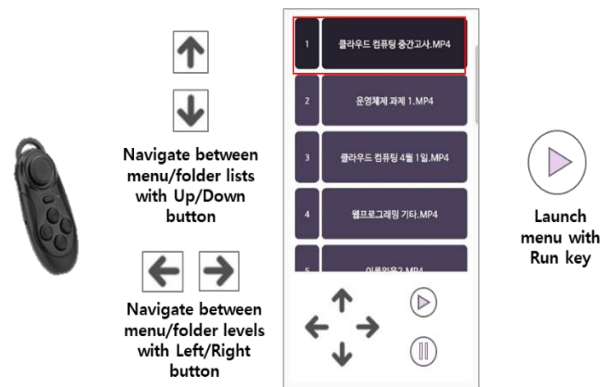 Navigate between
menu/folder lists
with Up/Down
button
Navigate between
menu/folder levels
with Left/Right
button
1 클라우드 컴퓨팅 중간고사.MP4
2 운영체제 과제 1.MP4
3 클라우드 컴퓨팅 4월 1일.MP4
4 웹프로그래밍 기타.MP4
Launch
menu with
Run key